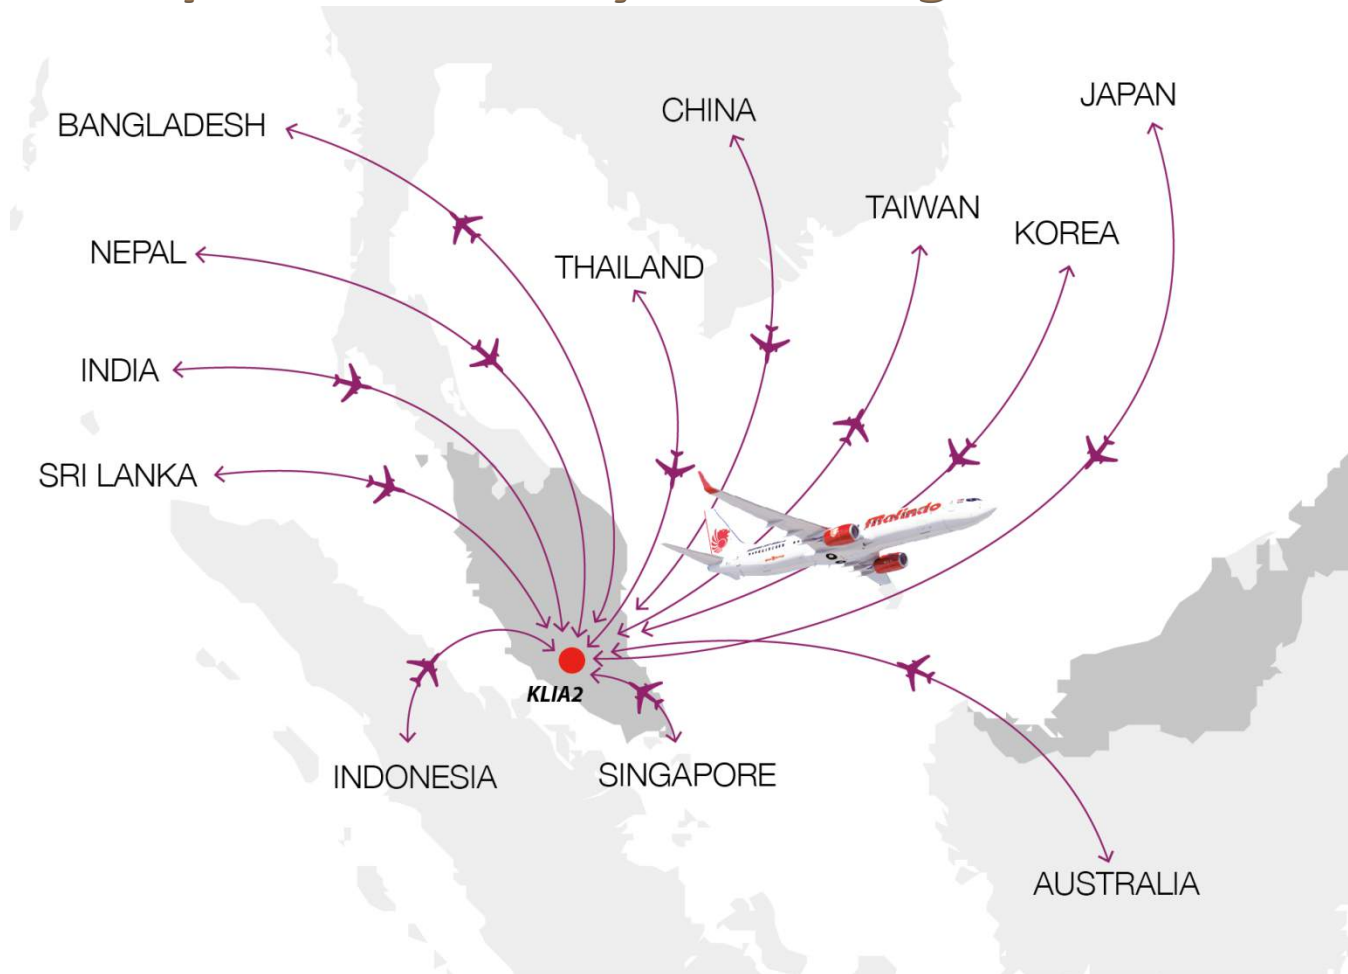 JAPAN
CHINA
BANGLADESH
TAIWAN
KOREA
NEPAL
THAILAND
INDIA
SRI LANKA
malindo
KLIA2
INDONESIA
SINGAPORE
AUSTRALIA